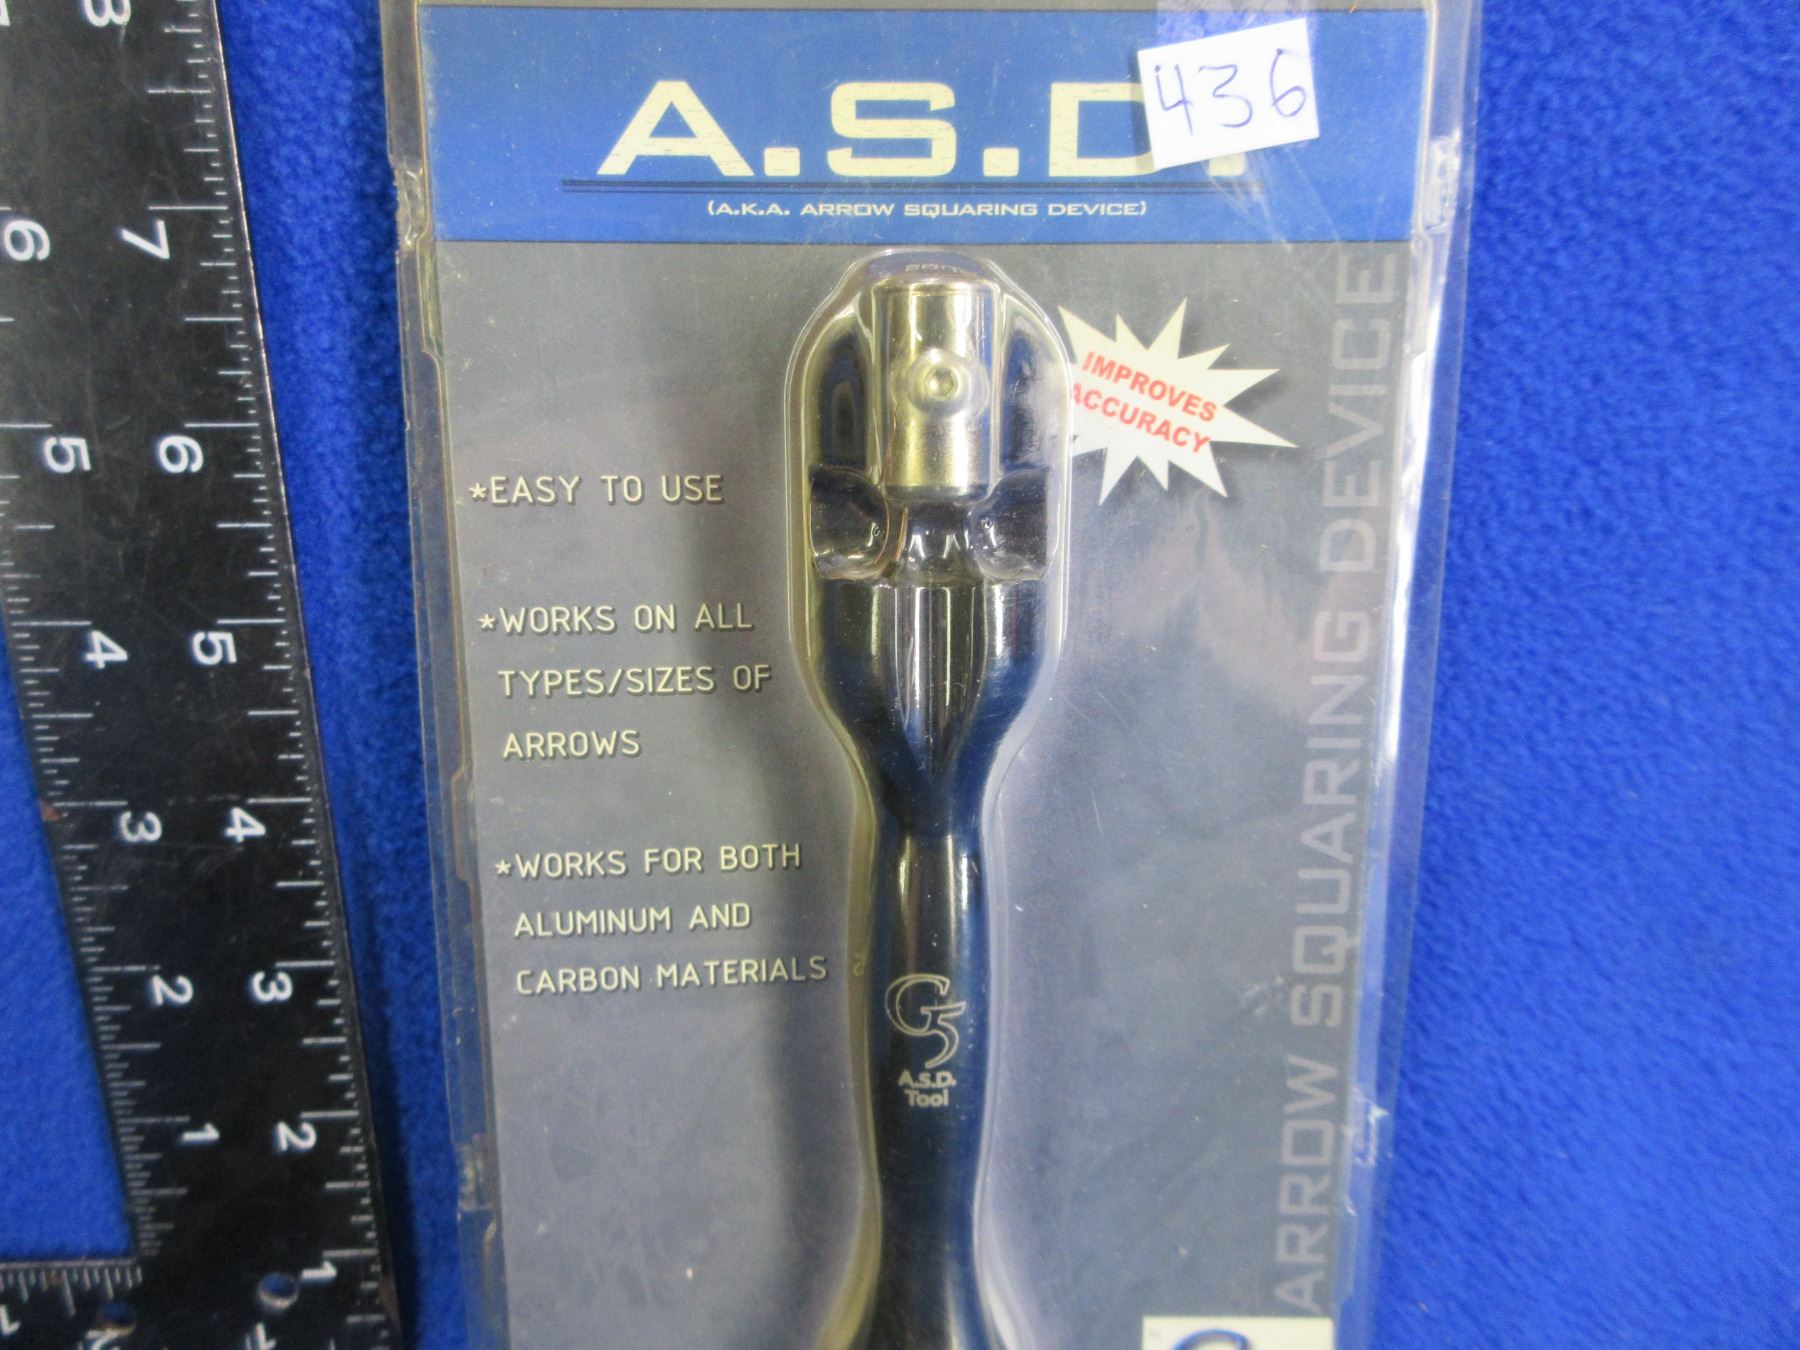 A.S.D.
436
(A.K.A. ARROW SQUARING DEVICE)
IMPROVES
ACCURACY
*EASY TO USE
*WORKS ON ALL
TYPES/SIZES OF
ARROWS
*WORKS FOR BOTH
ALUMINUM AND
CARBON MATERIALS
G5
A.S.D.
Tool
ARROW SQUARING DEVICE
8
6 7
5 6
4 5
3 4
2 3
1 2
1